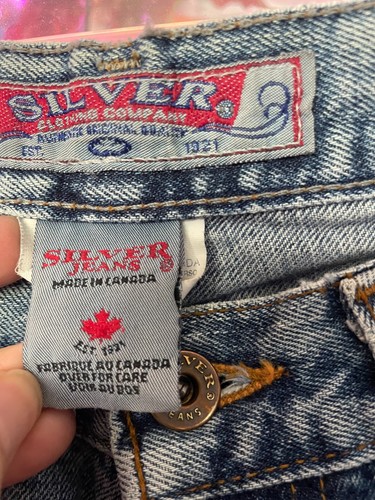 SILVER®
CLOTHING COMPANY
AUTHENTIC ORIGINAL QUALITY
EST. 1921
SILVER
JEANS®
MADE IN CANADA
EST 1921
FABRIQUE AU CANADA
OVER FOR CARE
VOIR AU DOS
SILVER
JEANS